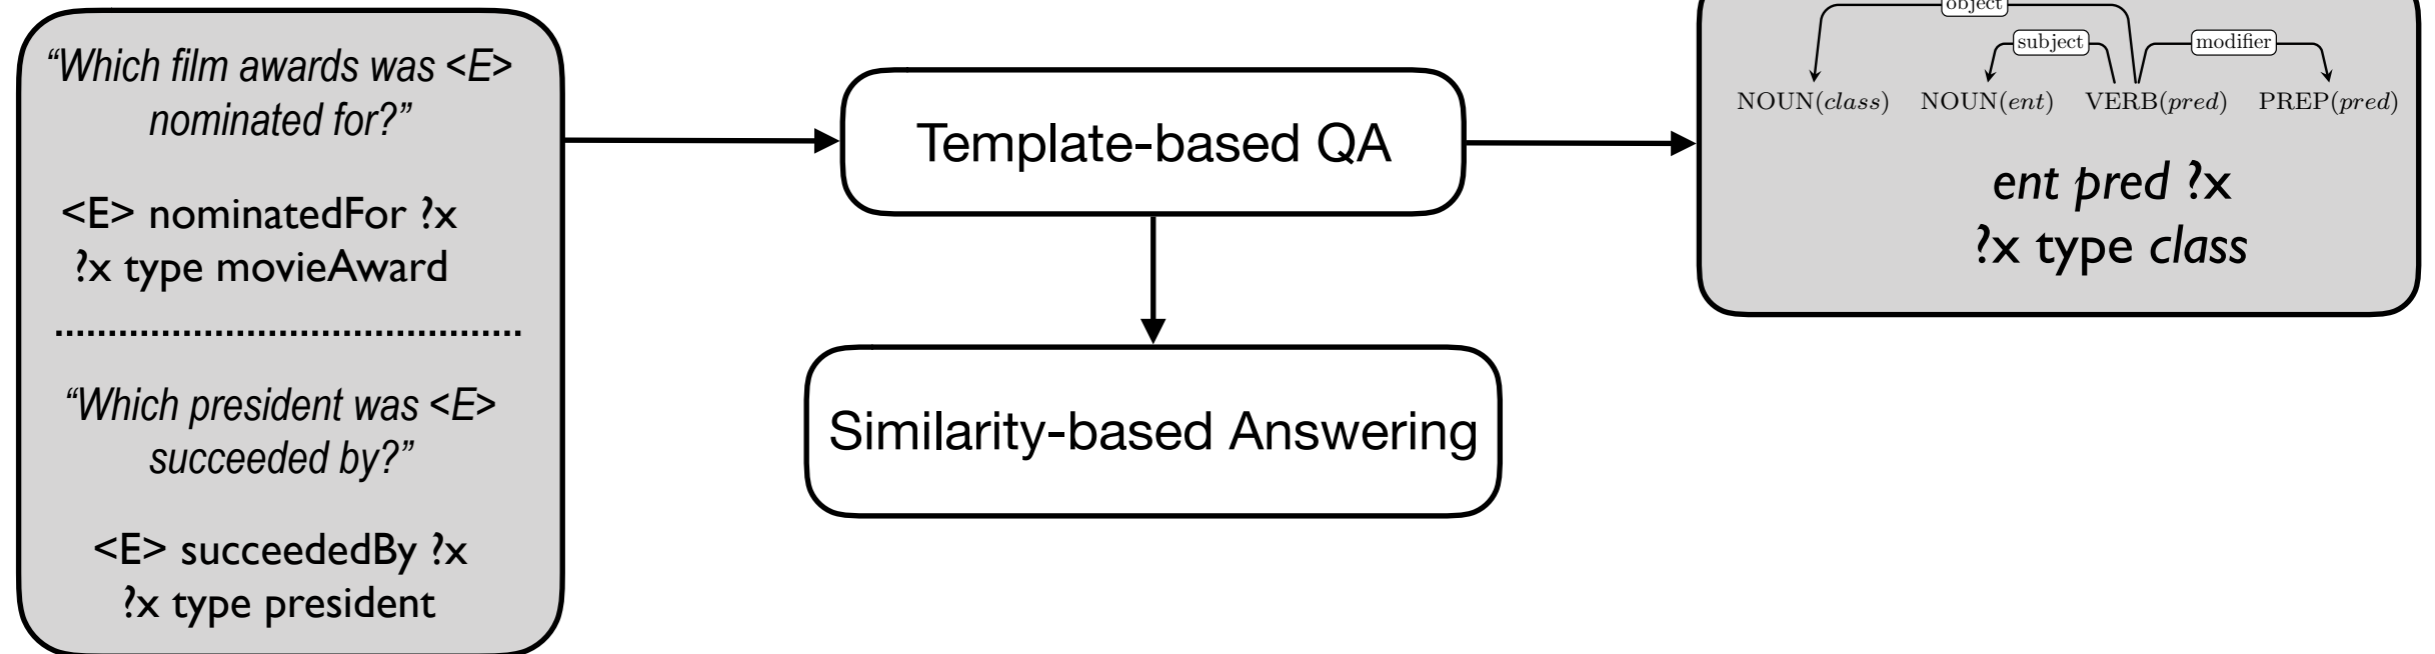 “Which film awards was <E>
nominated for?”
<E> nominatedFor ?x
?x type movieAward
“Which president was <E>
succeeded by?”
<E> succeededBy ?x
?x type president
Template-based QA
Similarity-based Answering
object
subject modifier
NOUN(class) NOUN(ent) VERB(pred) PREP(pred)
ent pred ?x
?x type class